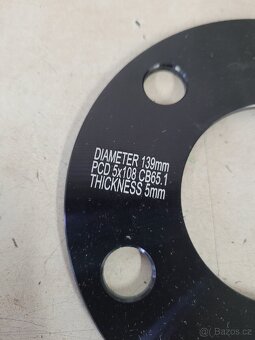 DIAMETER 139mm
PCD 5x108 CB65.1
THICKNESS 5mm
Bazos.cz